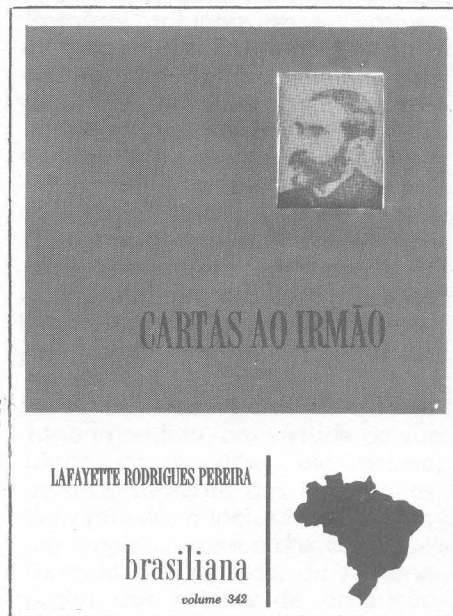 CARTAS AO IRMÃO
LAFAYETTE RODRIGUES PEREIRA
brasiliana
volume 342